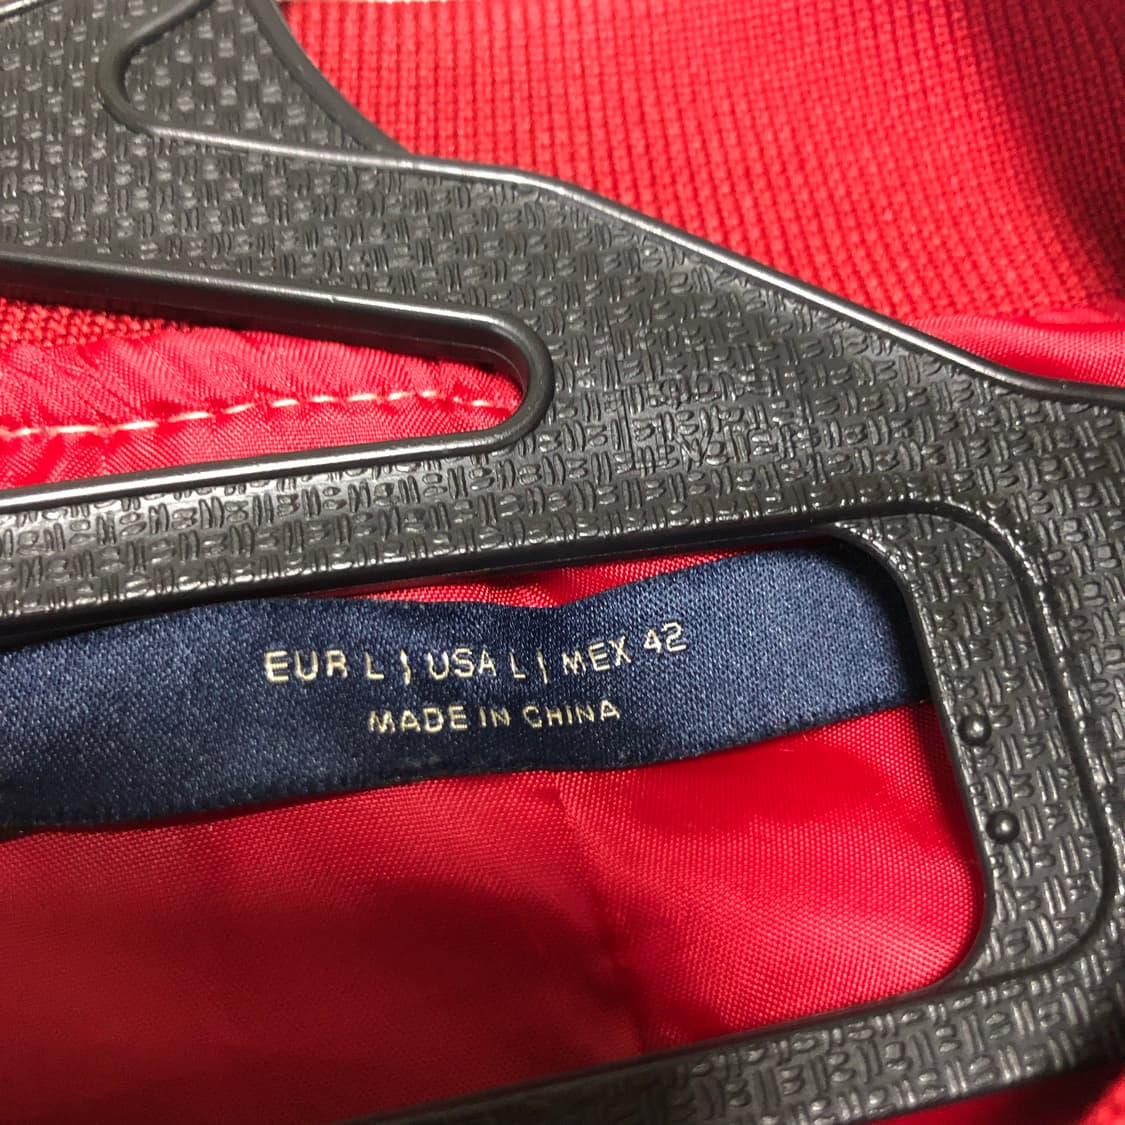 EUR L | USA L | MEX 42
MADE IN CHINA